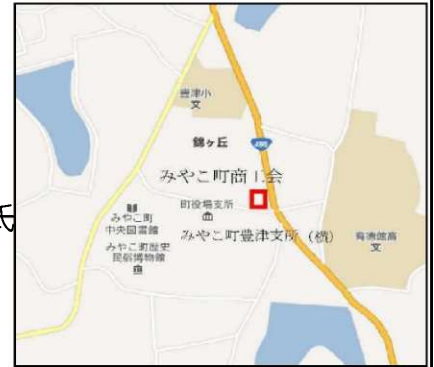 豊津小
文
錦ヶ丘
496
みやこ町商工会
町役場支所
みやこ町
中央図書館
みやこ町豊津支所（横）
みやこ町歴史
民俗博物館
育徳館高
文
氏